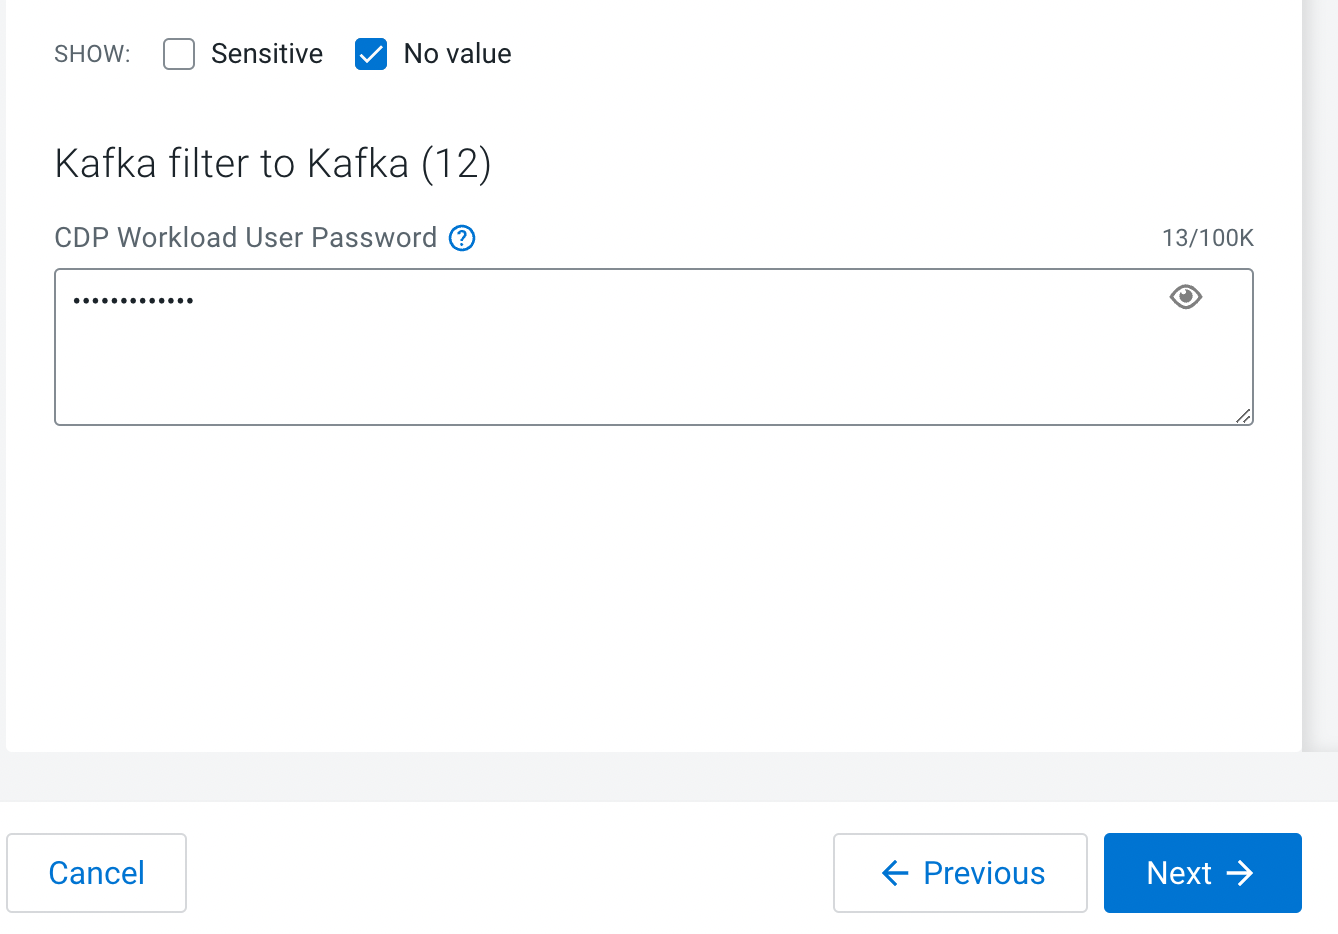 SHOW: Sensitive No value
Kafka filter to Kafka (12)
CDP Workload User Password ? 13/100K
•••••••••••••
Cancel ← Previous Next →